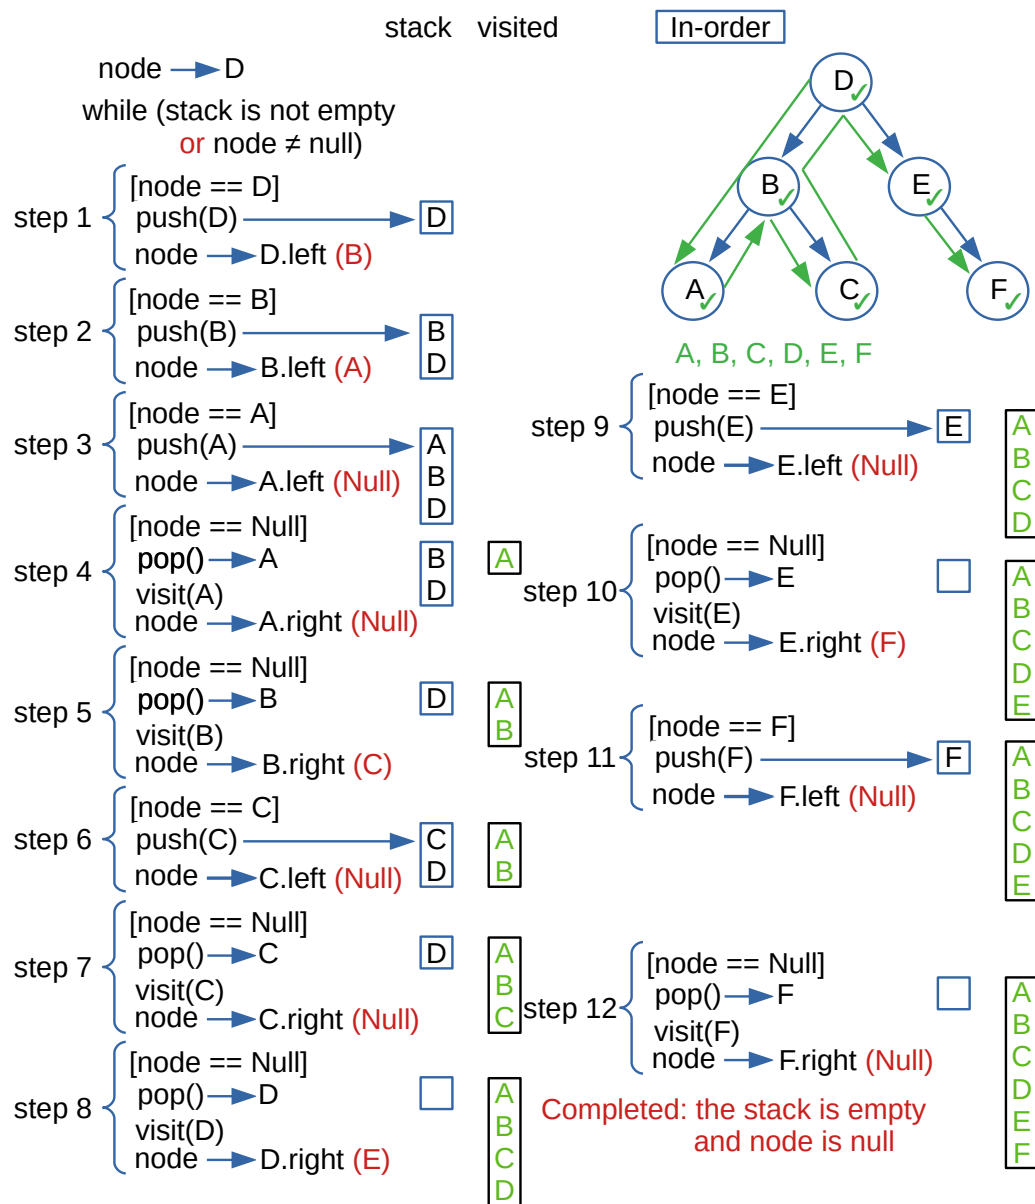 stack visited In-order
node D
while (stack is not empty
or node ≠ null)
step 1
[node == D]
push(D) D
node D.left (B)
step 2
[node == B]
push(B) B
node B.left (A) D
step 3
[node == A]
push(A) A
node A.left (Null) B
D
step 4
[node == Null]
pop() A B A
visit(A) D
node A.right (Null)
step 5
[node == Null]
pop() B D A
visit(B) B
node B.right (C)
step 6
[node == C]
push(C) C A
node C.left (Null) D B
step 7
[node == Null]
pop() C D A
visit(C) B
node C.right (Null) C
step 8
[node == Null]
pop() D A
visit(D) B
node D.right (E) C
D
D ✓
B ✓ E ✓
A ✓ C ✓ F ✓
A, B, C, D, E, F
step 9
[node == E]
push(E) E A
node E.left (Null) B
C
D
step 10
[node == Null]
pop() E A
visit(E) B
node E.right (F) C
D
E
step 11
[node == F]
push(F) F A
node F.left (Null) B
C
D
E
step 12
[node == Null]
pop() F A
visit(F) B
node F.right (Null) C
D
E
F
Completed: the stack is empty
and node is null